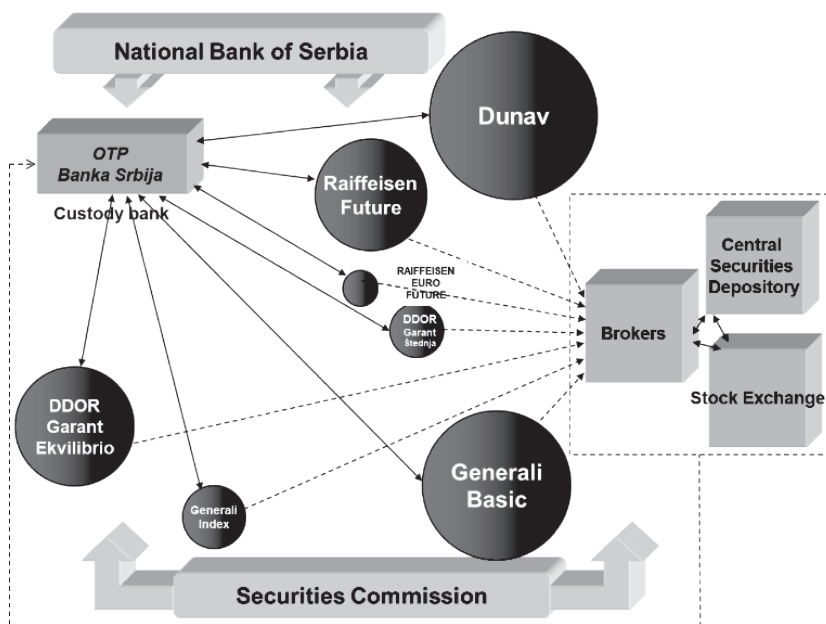 National Bank of Serbia
Dunav
OTP
Banka Srbija
Custody bank
Raiffeisen
Future
RAIFFEISEN
EURO
FUTURE
DDOR
Garant
Štednja
Central
Securities
Depository
Brokers
Stock Exchange
DDOR
Garant
Ekvilibrio
Generali
Basic
Generali
Index
Securities Commission